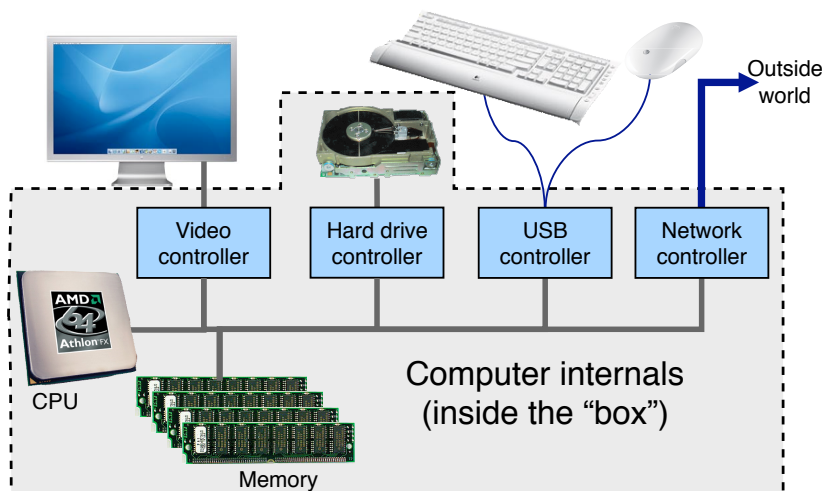 Outside
world
Video
controller
Hard drive
controller
USB
controller
Network
controller
AMD
64
Athlon FX
CPU
Computer internals
(inside the “box”)
Memory